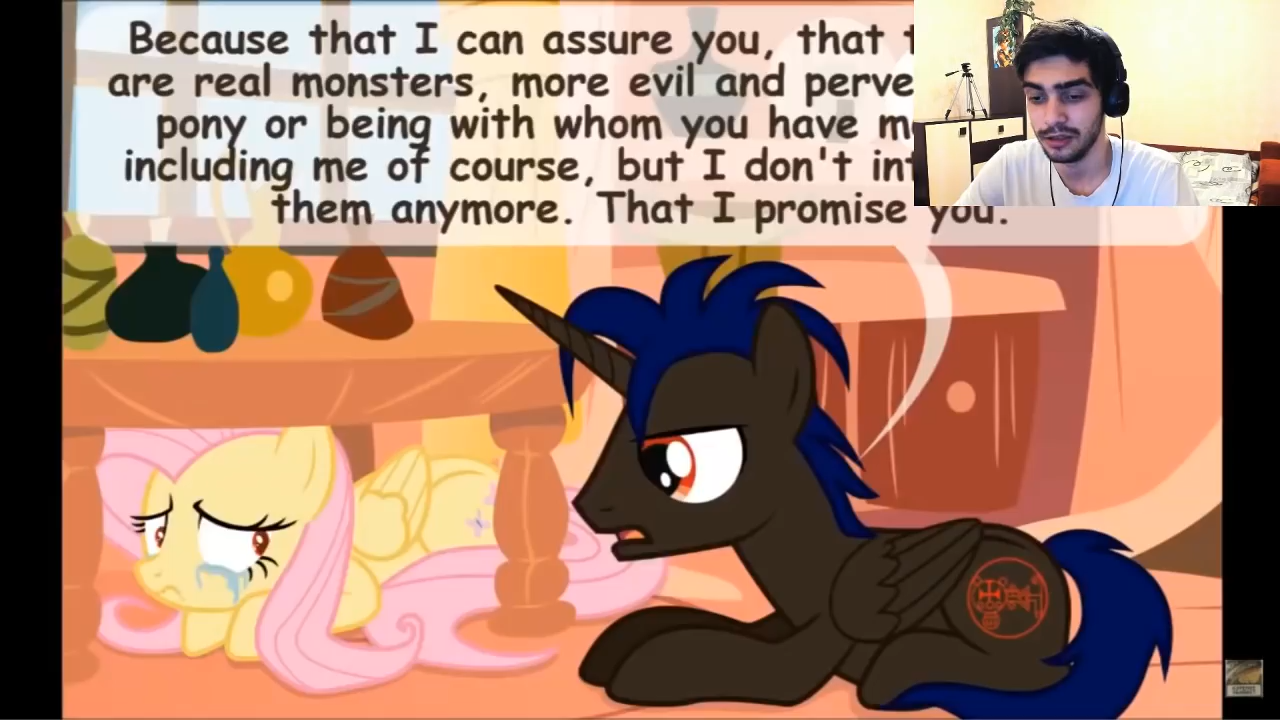 Because that I can assure you, that
are real monsters, more evil and
pony or being with whom you have
including me of course, but I don't
them anymore. That I promise you.